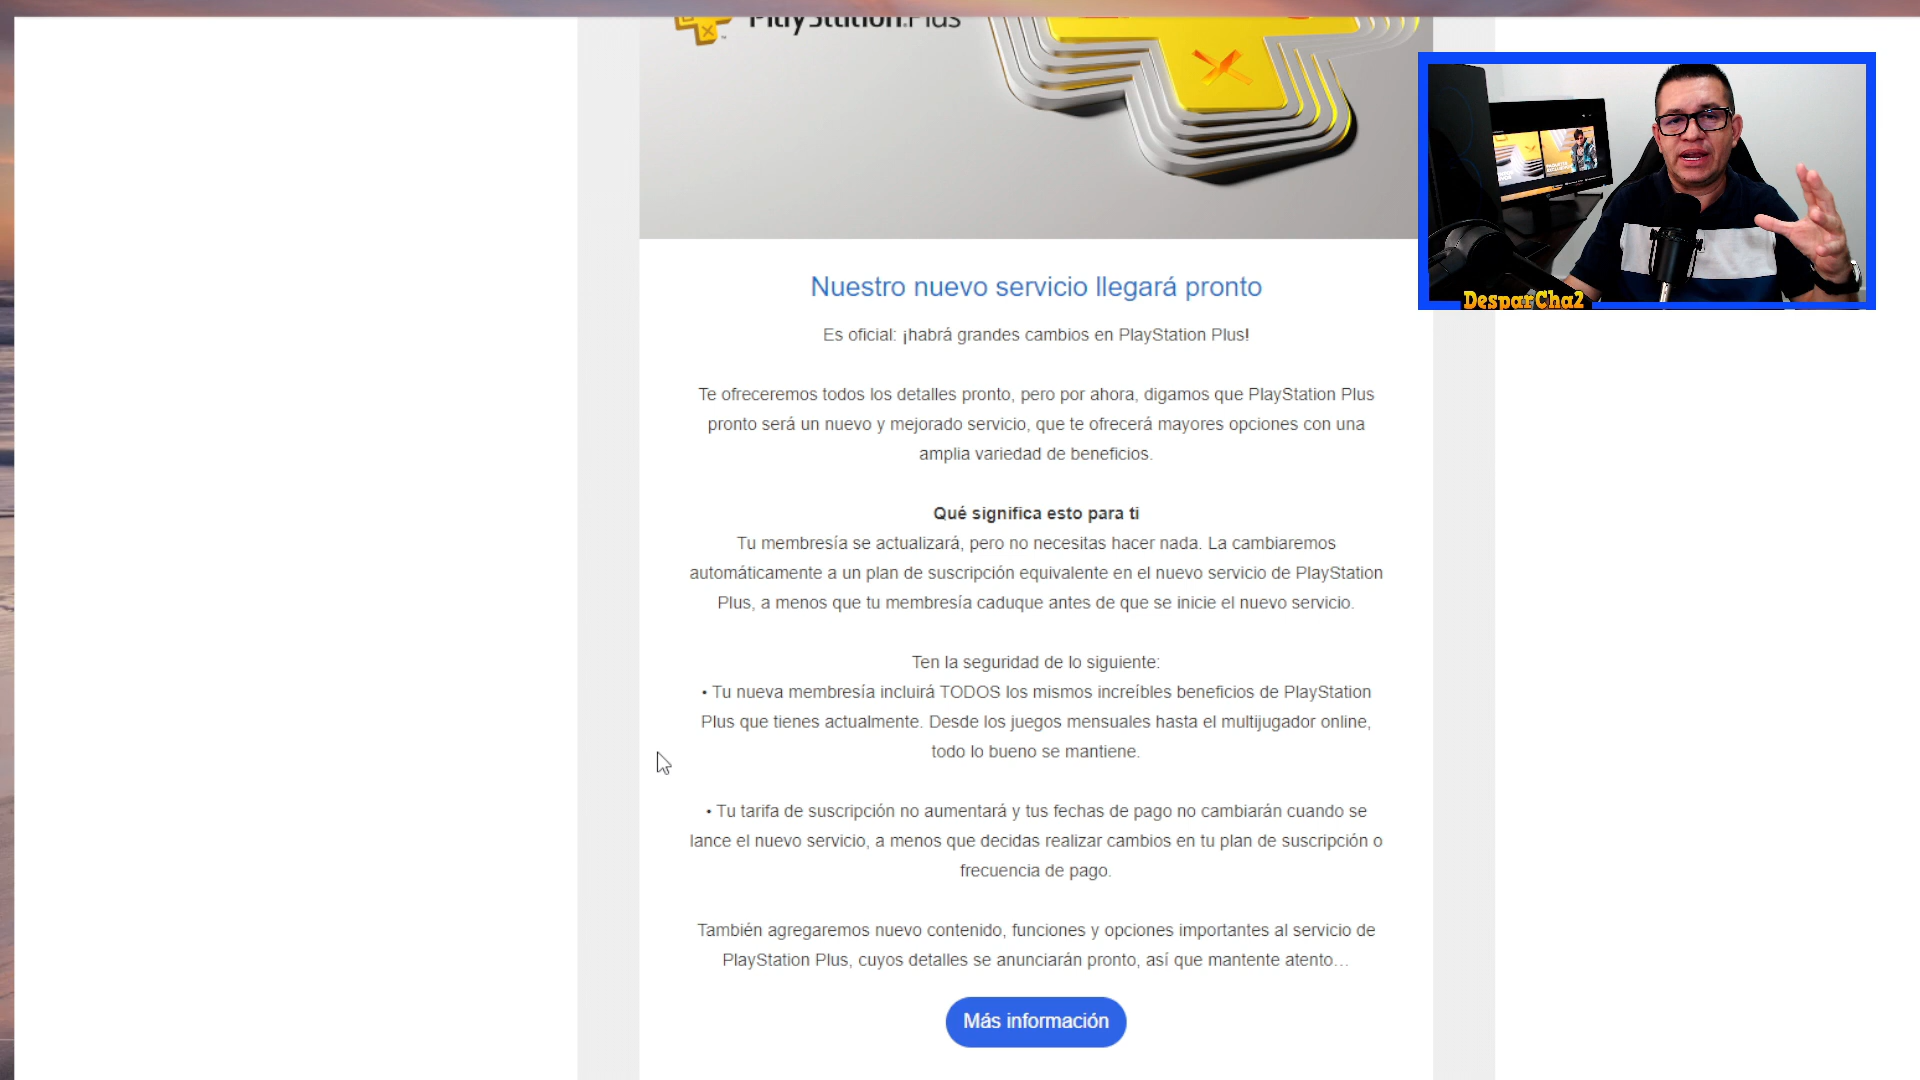 PlayStation.Plus
DesparCha2
Nuestro nuevo servicio llegará pronto
Es oficial: ¡habrá grandes cambios en PlayStation Plus!
Te ofreceremos todos los detalles pronto, pero por ahora, digamos que PlayStation Plus
pronto será un nuevo y mejorado servicio, que te ofrecerá mayores opciones con una
amplia variedad de beneficios.
Qué significa esto para ti
Tu membresía se actualizará, pero no necesitas hacer nada. La cambiaremos
automáticamente a un plan de suscripción equivalente en el nuevo servicio de PlayStation
Plus, a menos que tu membresía caduque antes de que se inicie el nuevo servicio.
Ten la seguridad de lo siguiente:
• Tu nueva membresía incluirá TODOS los mismos increíbles beneficios de PlayStation
Plus que tienes actualmente. Desde los juegos mensuales hasta el multijugador online,
todo lo bueno se mantiene.
• Tu tarifa de suscripción no aumentará y tus fechas de pago no cambiarán cuando se
lance el nuevo servicio, a menos que decidas realizar cambios en tu plan de suscripción o
frecuencia de pago.
También agregaremos nuevo contenido, funciones y opciones importantes al servicio de
PlayStation Plus, cuyos detalles se anunciarán pronto, así que mantente atento…
Más información